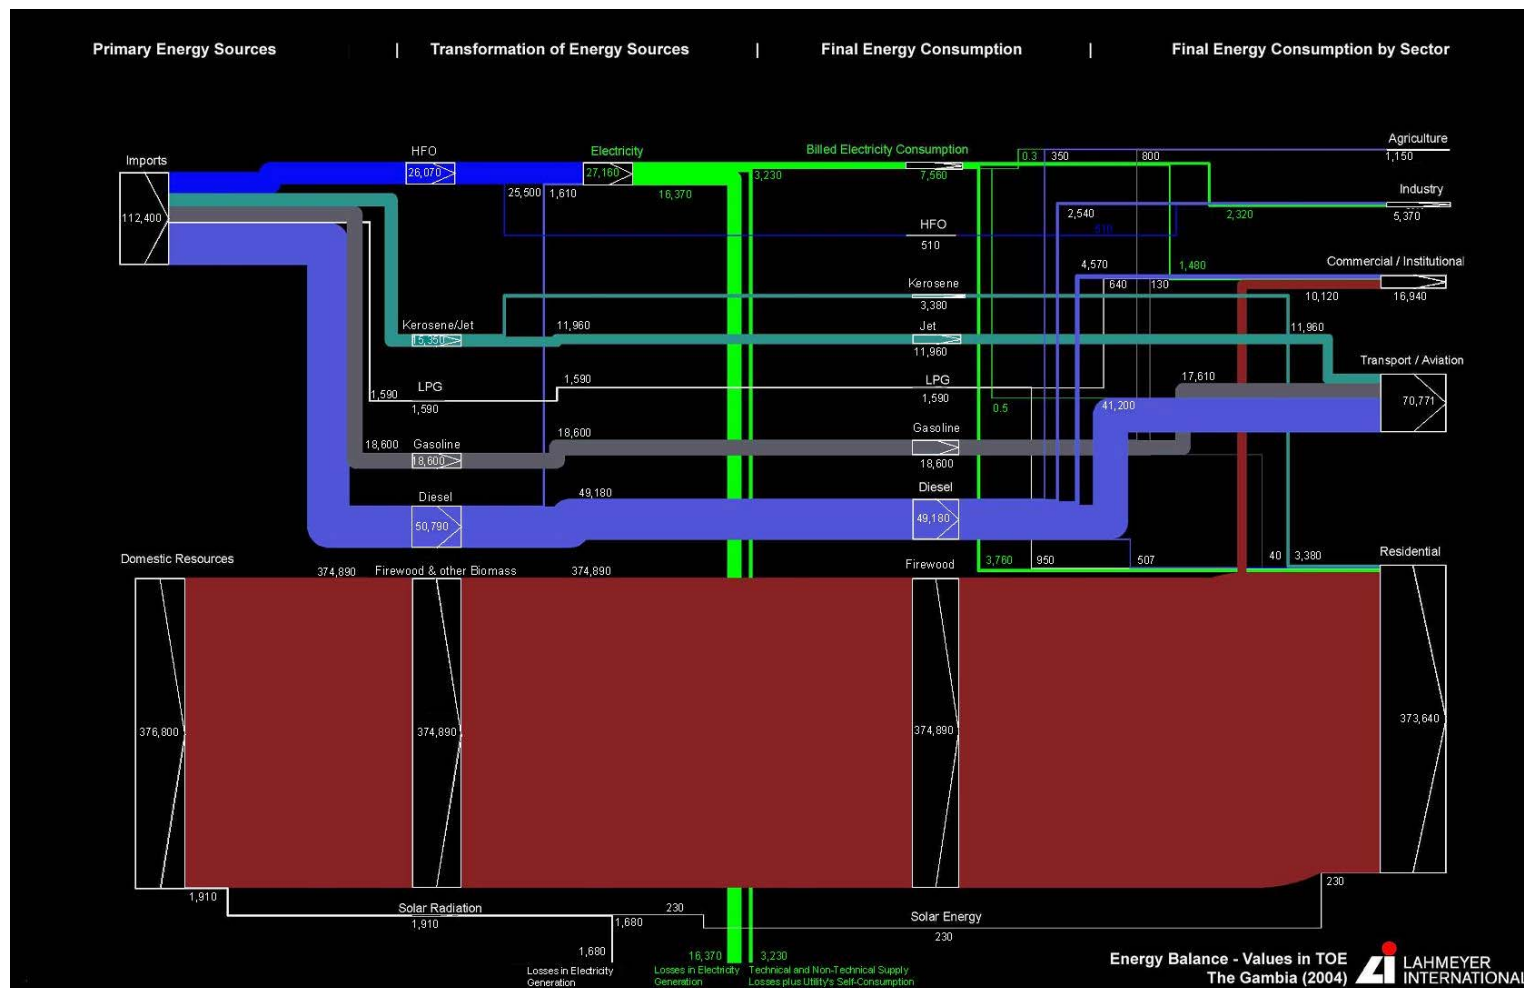 Primary Energy Sources | Transformation of Energy Sources | Final Energy Consumption | Final Energy Consumption by Sector
Agriculture
HFO
Electricity
Billed Electricity Consumption
Imports
0.3
350
800
1,150
26,070
27,160
3,230
7,560
25,500
1,610
16,370
Industry
112,400
2,540
2,320
5,370
HFO
510
510
Commercial / Institutional
4,570
1,480
Kerosene
640
130
3,380
10,120
16,940
Kerosene/Jet
11,960
Jet
11,960
15,350
11,960
Transport / Aviation
LPG
1,590
LPG
17,610
1,590
1,590
1,590
0.5
41,200
70,771
Gasoline
18,600
Gasoline
18,600
18,600
18,600
Diesel
49,180
Diesel
50,790
49,180
Domestic Resources
3,760
950
507
40
3,380
Residential
374,890
Firewood & other Biomass
374,890
Firewood
376,800
374,890
374,890
373,640
1,910
230
Solar Radiation
230
Solar Energy
1,910
1,680
230
1,680
16,370
3,230
Losses in Electricity
Generation
Losses in Electricity
Generation
Technical and Non-Technical Supply
Losses plus Utility's Self-Consumption
Energy Balance - Values in TOE
The Gambia (2004)
LAHMEYER
INTERNATIONAL